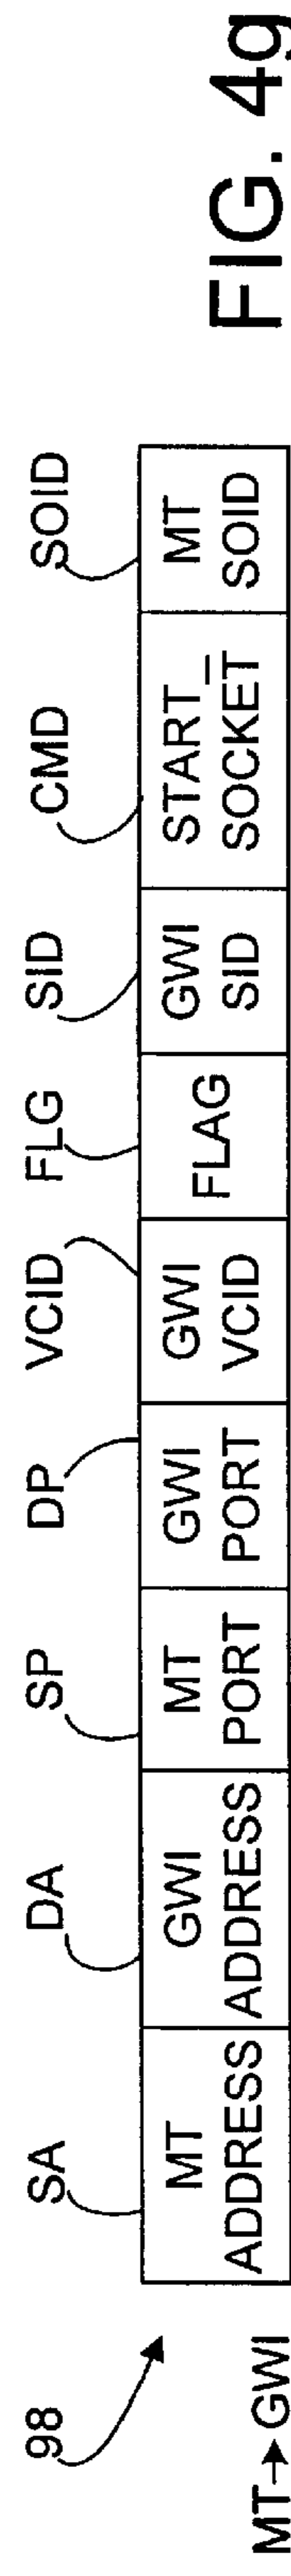 98
SA DA SP DP VCID FLG SID CMD SOID
MT GWI MT GWI GWI FLAG GWI START_ MT
ADDRESS ADDRESS PORT PORT VCID SID SOCKET SOID
MT→GWI
FIG. 4g